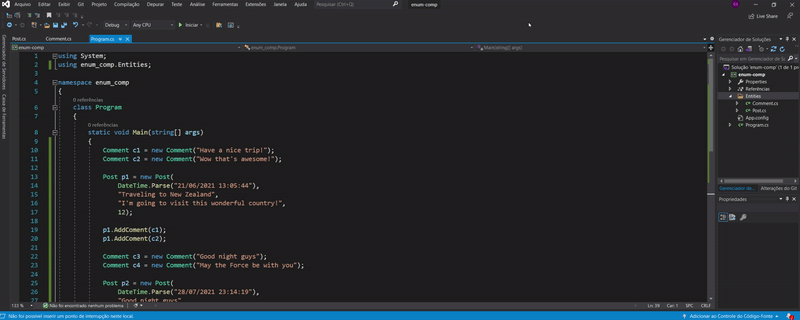 Arquivo Editar Exibir Git Projeto Compilação Depurar Teste Análise Ferramentas Extensões Janela Ajuda Pesquisar enum-comp
Live Share
Debug Any CPU Iniciar
Post.cs Comment.cs Program.cs
enum-comp enum_comp.Program Main(string[] args)
Gerenciador de Servidores
Caixa de ferramentas
1 using System;
2 using enum_comp.Entities;
3
4 namespace enum_comp
5 {
0 referências
6 class Program
7 {
0 referências
8 static void Main(string[] args)
9 {
10 Comment c1 = new Comment("Have a nice trip!");
11 Comment c2 = new Comment("Wow that's awesome!");
12
13 Post p1 = new Post(
14 DateTime.Parse("21/06/2021 13:05:44"),
15 "Traveling to New Zealand",
16 "I'm going to visit this wonderful country!",
17 12);
18
19 p1.AddComent(c1);
20 p1.AddComent(c2);
21
22 Comment c3 = new Comment("Good night guys");
23 Comment c4 = new Comment("May the Force be with you");
24
25 Post p2 = new Post(
26 DateTime.Parse("28/07/2021 23:14:19"),
27 "Good night guys"
133 % Não foi encontrado nenhum problema Ln: 39 Car: 1 SPC CRLF
Gerenciador de Soluções
Pesquisar em Gerenciador de S
Solução 'enum-comp' (1 de 1 pr
enum-comp
Properties
Referências
Entities
Comment.cs
Post.cs
App.config
Program.cs
Gerenciador de... Alterações do Git
Propriedades
Não foi possível inserir um ponto de interrupção neste local. Adicionar ao Controle do Código-Fonte